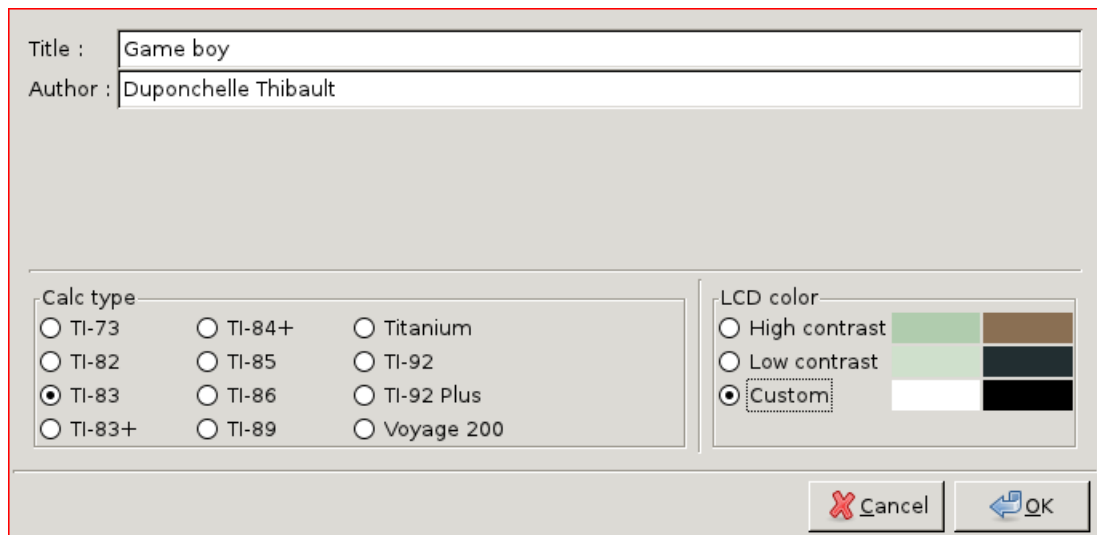 Title : Game boy
Author : Duponchelle Thibault
Calc type
TI-73 TI-84+ Titanium
TI-82 TI-85 TI-92
TI-83 TI-86 TI-92 Plus
TI-83+ TI-89 Voyage 200
LCD color
High contrast
Low contrast
Custom
Cancel OK